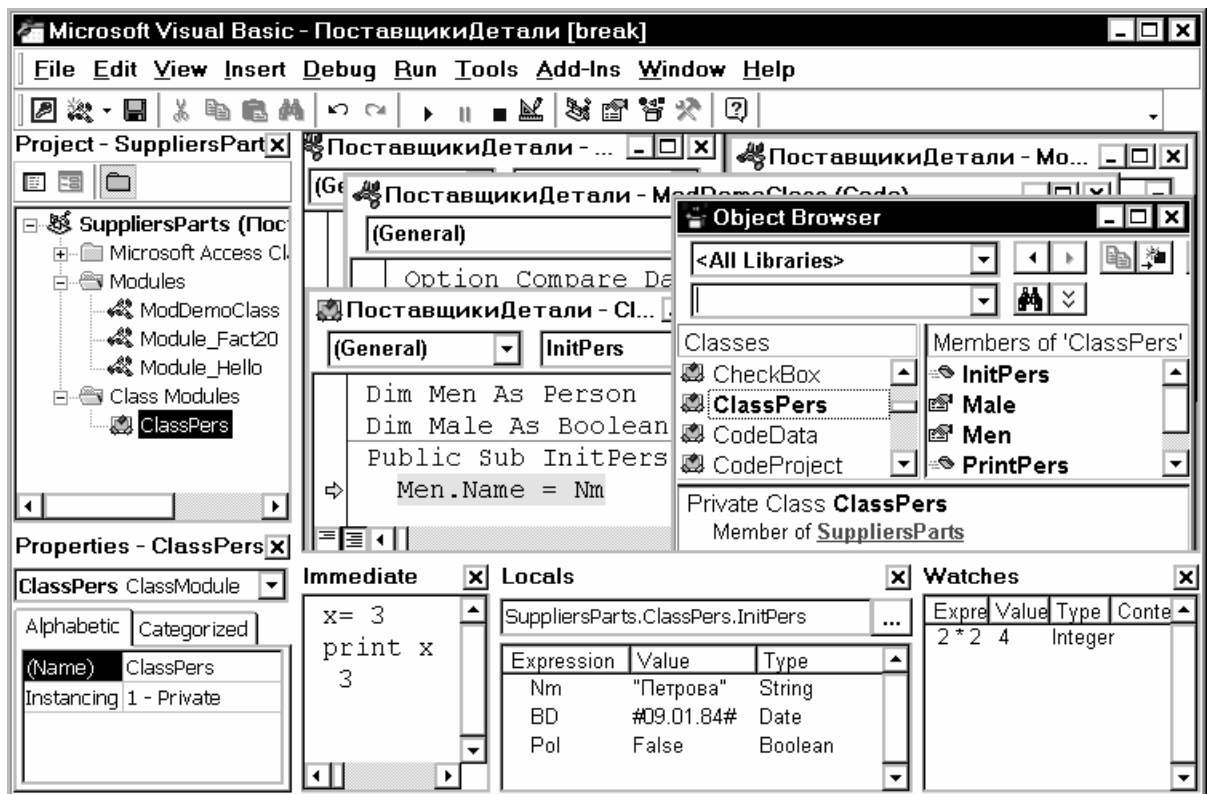 Microsoft Visual Basic - ПоставщикиДетали [break]
File Edit View Insert Debug Run Tools Add-Ins Window Help
Project - SuppliersPart
SuppliersParts (Пос
Microsoft Access Cl
Modules
ModDemoClass
Module_Fact20
Module_Hello
Class Modules
ClassPers
ПоставщикиДетали - ...
ПоставщикиДетали - Mo...
(Ge
ПоставщикиДетали - ModDemoClass (Code)
(General)
Option Compare Da
ПоставщикиДетали - Cl...
(General) InitPers
Dim Men As Person
Dim Male As Boolean
Public Sub InitPers
Men.Name = Nm
Object Browser
<All Libraries>
Classes
CheckBox
ClassPers
CodeData
CodeProject
Members of 'ClassPers'
InitPers
Male
Men
PrintPers
Private Class ClassPers
Member of SuppliersParts
Properties - ClassPers
ClassPers ClassModule
Alphabetic Categorized
(Name) ClassPers
Instancing 1 - Private
Immediate
x= 3
print x
3
Locals
SuppliersParts.ClassPers.InitPers ...
Expression Value Type
Nm "Петрова" String
BD #09.01.84# Date
Pol False Boolean
Watches
Expre Value Type Conte
2 * 2 4 Integer